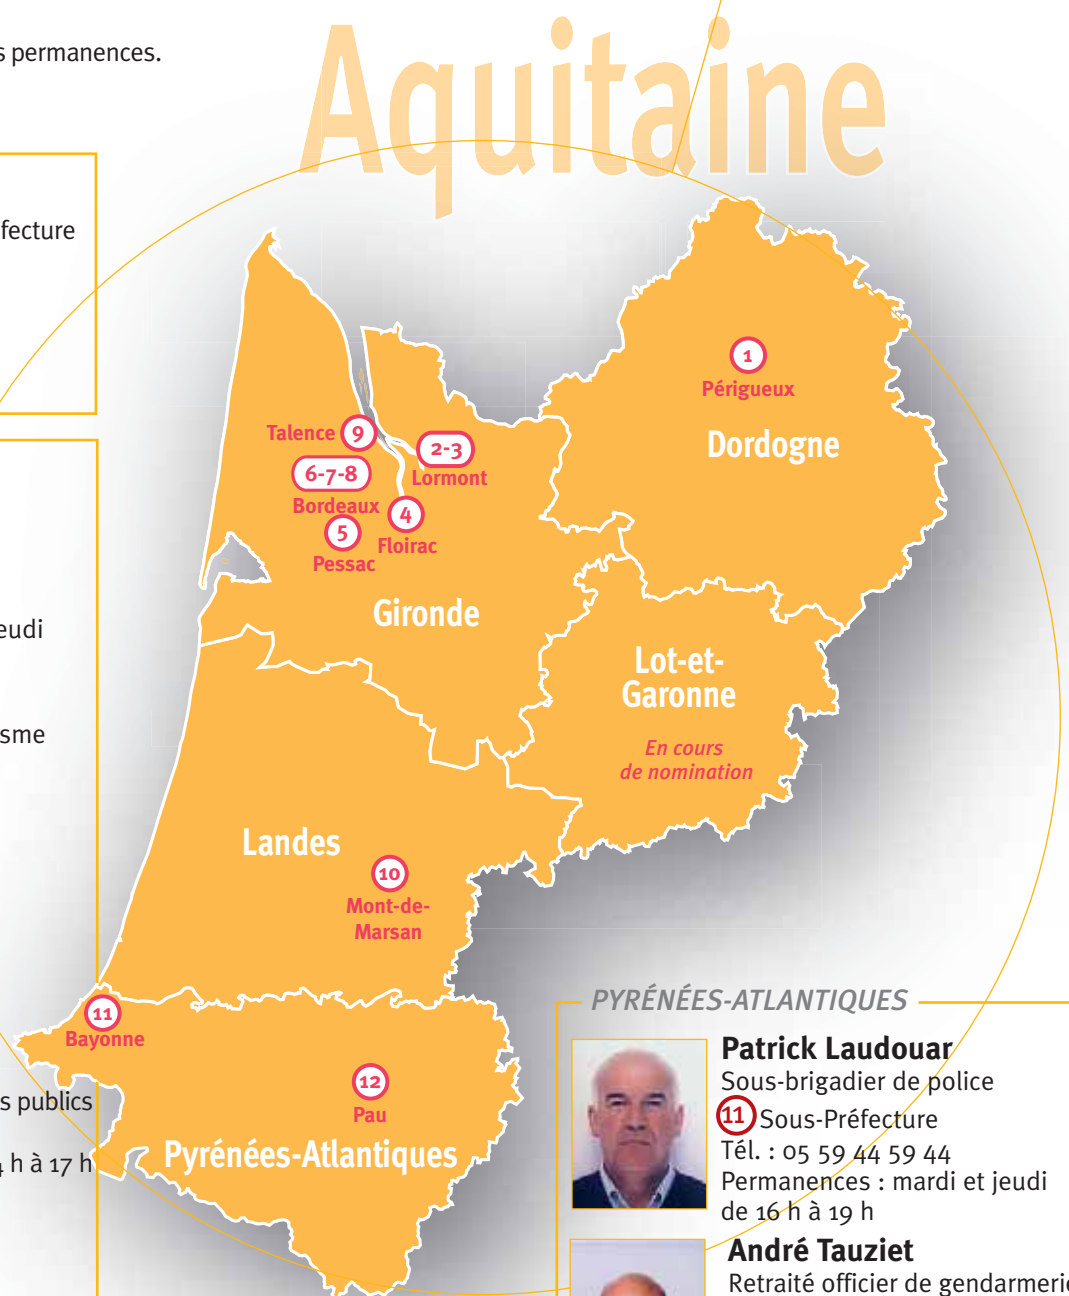 s permanences.
Aquitaine
fecture
eudi
sme
s publics
4 h à 17 h
1
Périgueux
Dordogne
Talence 9
2-3
Lormont
6-7-8
Bordeaux
4
Floirac
5
Pessac
Gironde
Lot-et-
Garonne
En cours
de nomination
Landes
10
Mont-de-
Marsan
11
Bayonne
12
Pau
Pyrénées-Atlantiques
PYRÉNÉES-ATLANTIQUES
Patrick Laudouar
Sous-brigadier de police
11 Sous-Préfecture
Tél. : 05 59 44 59 44
Permanences : mardi et jeudi
de 16 h à 19 h
André Tauziet
Retraité officier de gendarmerie